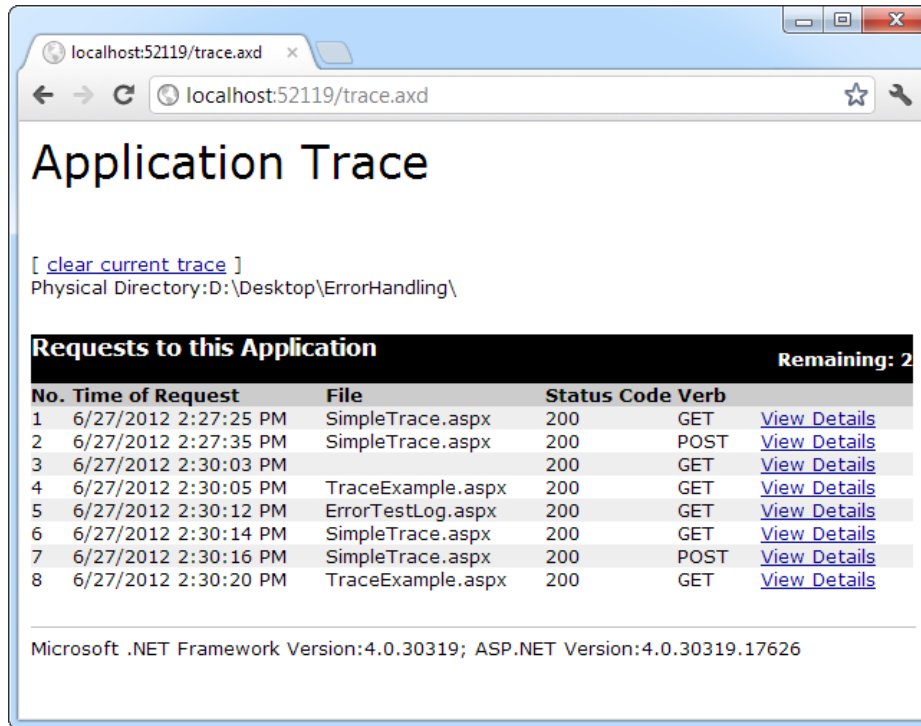 localhost:52119/trace.axd
localhost:52119/trace.axd
Application Trace
[ clear current trace ]
Physical Directory:D:\Desktop\ErrorHandling\
Requests to this Application Remaining: 2
No. Time of Request File Status Code Verb
1 6/27/2012 2:27:25 PM SimpleTrace.aspx 200 GET View Details
2 6/27/2012 2:27:35 PM SimpleTrace.aspx 200 POST View Details
3 6/27/2012 2:30:03 PM 200 GET View Details
4 6/27/2012 2:30:05 PM TraceExample.aspx 200 GET View Details
5 6/27/2012 2:30:12 PM ErrorTestLog.aspx 200 GET View Details
6 6/27/2012 2:30:14 PM SimpleTrace.aspx 200 GET View Details
7 6/27/2012 2:30:16 PM SimpleTrace.aspx 200 POST View Details
8 6/27/2012 2:30:20 PM TraceExample.aspx 200 GET View Details
Microsoft .NET Framework Version:4.0.30319; ASP.NET Version:4.0.30319.17626